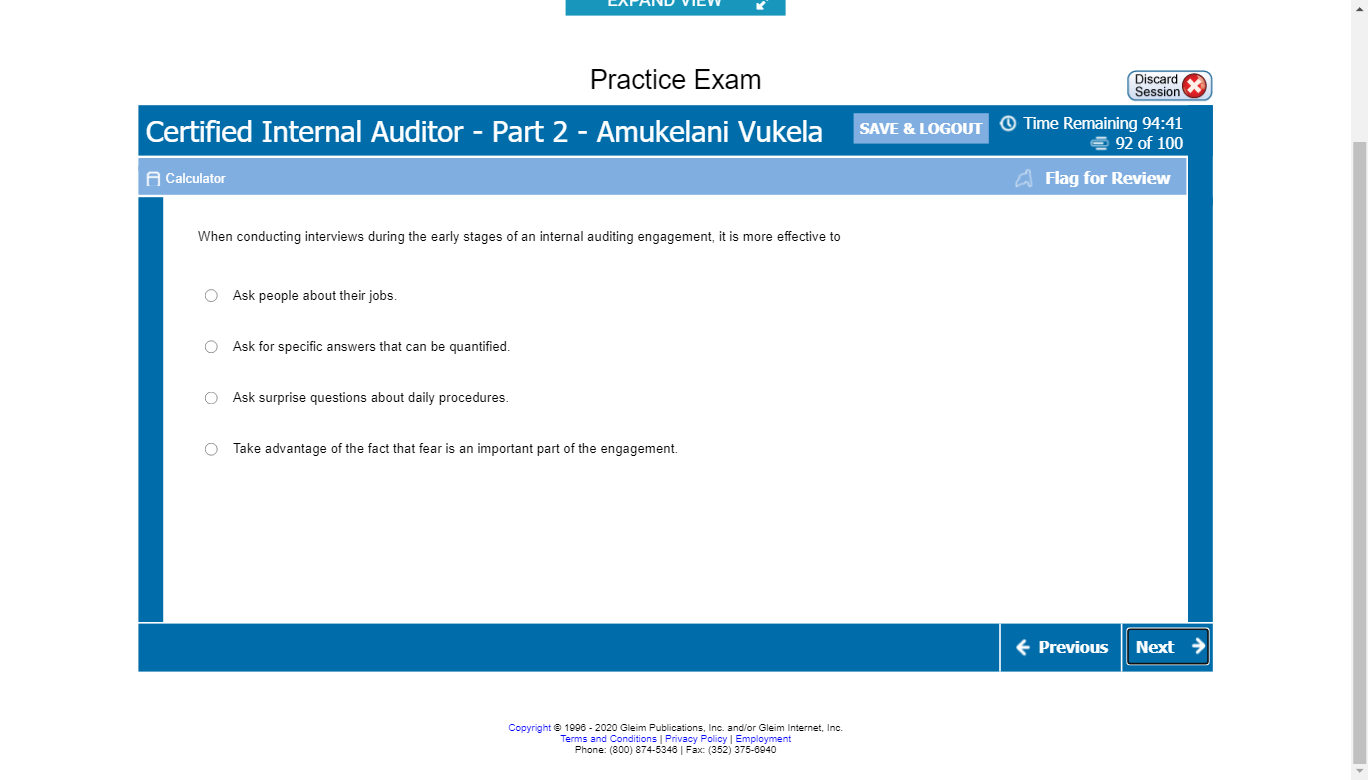 EXPAND VIEW
Practice Exam
Discard
Session
Certified Internal Auditor - Part 2 - Amukelani Vukela
SAVE & LOGOUT
Time Remaining 94:41
92 of 100
Calculator
Flag for Review
When conducting interviews during the early stages of an internal auditing engagement, it is more effective to
Ask people about their jobs.
Ask for specific answers that can be quantified.
Ask surprise questions about daily procedures.
Take advantage of the fact that fear is an important part of the engagement.
Previous
Next
Copyright © 1996 - 2020 Gleim Publications, Inc. and/or Gleim Internet, Inc.
Terms and Conditions | Privacy Policy | Employment
Phone: (800) 874-5346 | Fax: (352) 375-6940